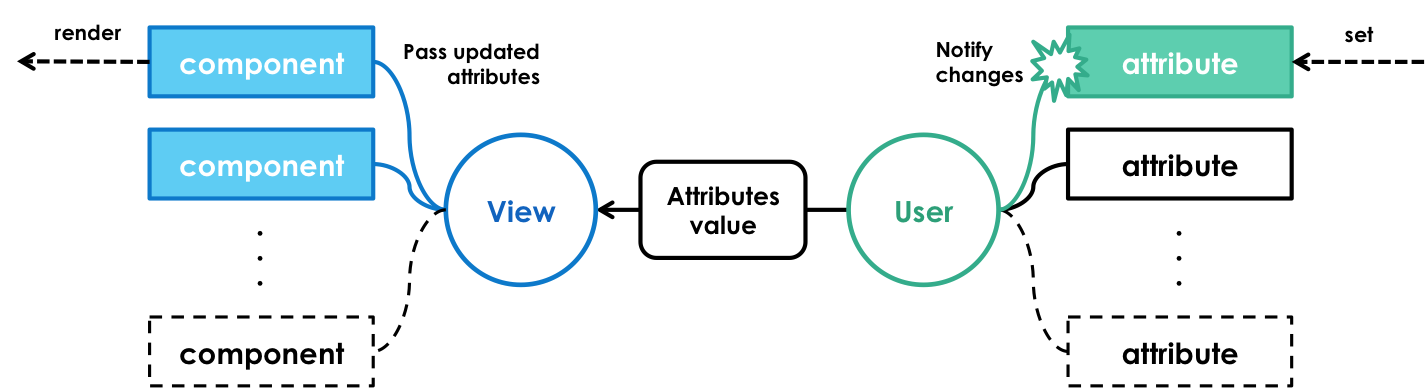 render
component
Pass updated
attributes
Notify
changes
attribute
set
component
attribute
View
Attributes
value
User
component
attribute